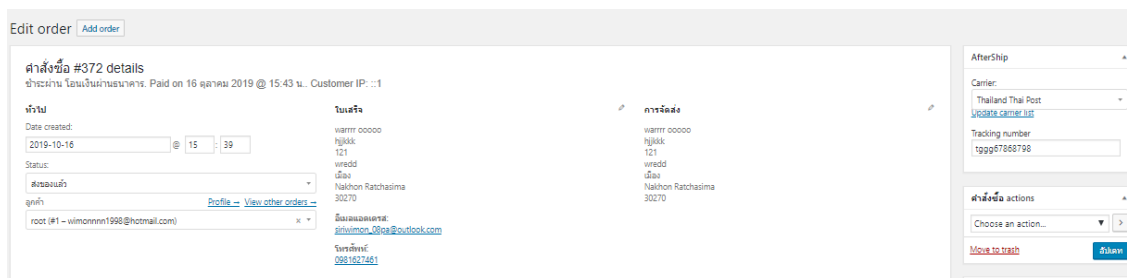 Edit order Add order
คำสั่งซื้อ #372 details
ชำระผ่าน โอนเงินผ่านธนาคาร. Paid on 16 ตุลาคม 2019 @ 15:43 น.. Customer IP: ::1
ทั่วไป
Date created:
2019-10-16 @ 15 : 39
Status:
ส่งของแล้ว
ลูกค้า Profile → View other orders →
root (#1 – wimonnnn1998@hotmail.com) ×
ใบเสร็จ
warrrr ooooo
hjjkkk
121
wredd
เมือง
Nakhon Ratchasima
30270
อีเมลแอดเดรส:
siriwimon_08pa@outlook.com
โทรศัพท์:
0981627461
การจัดส่ง
warrrr ooooo
hjjkkk
121
wredd
เมือง
Nakhon Ratchasima
30270
AfterShip
Carrier:
Thailand Thai Post
Update carrier list
Tracking number
tggg67868798
คำสั่งซื้อ actions
Choose an action...
Move to trash อัปเดท